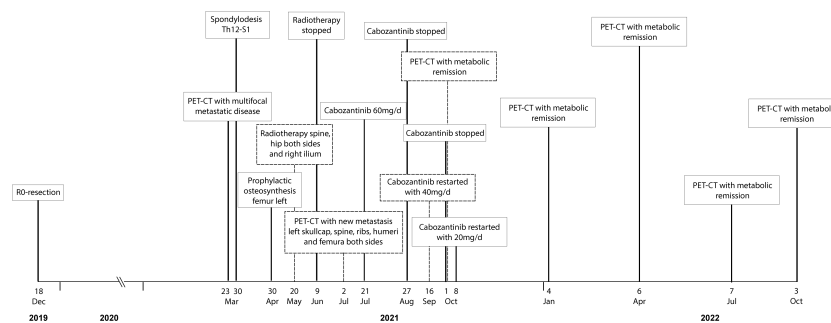 Spondylodesis
Th12-S1
Radiotherapy
stopped
Cabozantinib stopped
PET-CT with metabolic
remission
PET-CT with metabolic
remission
PET-CT with multifocal
metastatic disease
Cabozantinib 60mg/d
PET-CT with metabolic
remission
PET-CT with metabol
remission
Radiotherapy spine,
hip both sides
and right ilium
Cabozantinib stopped
R0-resection
Prophylactic
osteosynthesis
femur left
Cabozantinib restarted
with 40mg/d
PET-CT with metabolic
remission
PET-CT with new metastasis
left skullcap, spine, ribs, humeri
and femura both sides
Cabozantinib restarted
with 20mg/d
18 23 30 30 20 9 2 21 27 16 1 8 4 6 7 3
Dec Mar Apr May Jun Jul Jul Aug Sep Oct Jan Apr Jul Oct
2019 2020 2021 2022